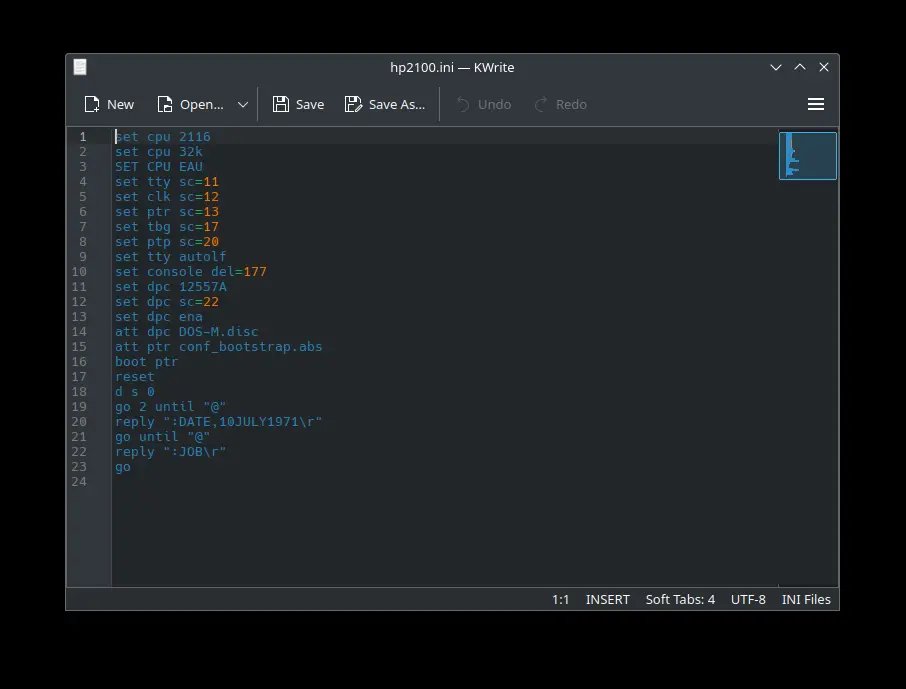 hp2100.ini — KWrite
New Open... Save Save As... Undo Redo
1 set cpu 2116
2 set cpu 32k
3 SET CPU EAU
4 set tty sc=11
5 set clk sc=12
6 set ptr sc=13
7 set tbg sc=17
8 set ptp sc=20
9 set tty autolf
10 set console del=177
11 set dpc 12557A
12 set dpc sc=22
13 set dpc ena
14 att dpc DOS-M.disc
15 att ptr conf_bootstrap.abs
16 boot ptr
17 reset
18 d s 0
19 go 2 until "@"
20 reply ":DATE,10JULY1971\r"
21 go until "@"
22 reply ":JOB\r"
23 go
24
1:1 INSERT Soft Tabs: 4 UTF-8 INI Files